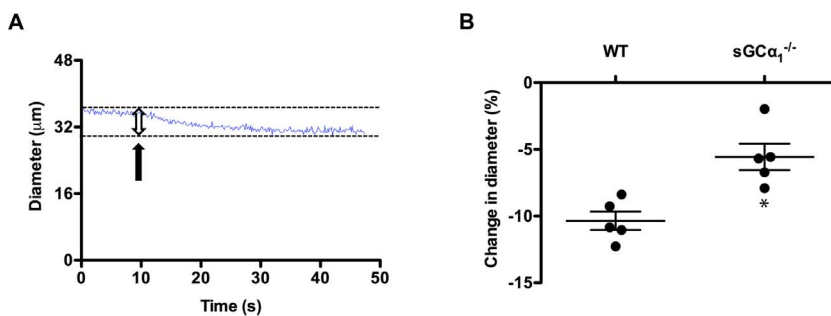 A
B
WT
sGCα1-/-
48
32
16
0
Diameter (μm)
0 10 20 30 40 50
Time (s)
0
-5
-10
-15
Change in diameter (%)
*